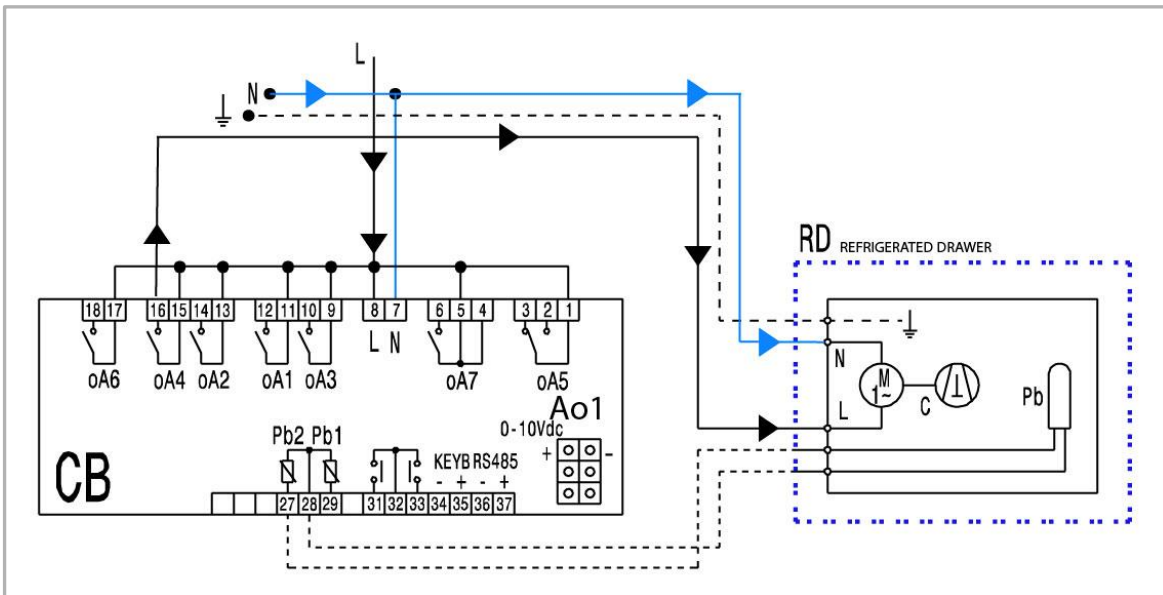 L
N
RD REFRIGERATED DRAWER
18 17 16 15 14 13 12 11 10 9 8 7 6 5 4 3 2 1
L N
oA6 oA4 oA2 oA1 oA3 oA7 oA5
N
M
1~
C
L
Pb
Ao1
0-10Vdc
+ -
Pb2 Pb1
KEYB RS485
- + - +
CB
27 28 29 31 32 33 34 35 36 37